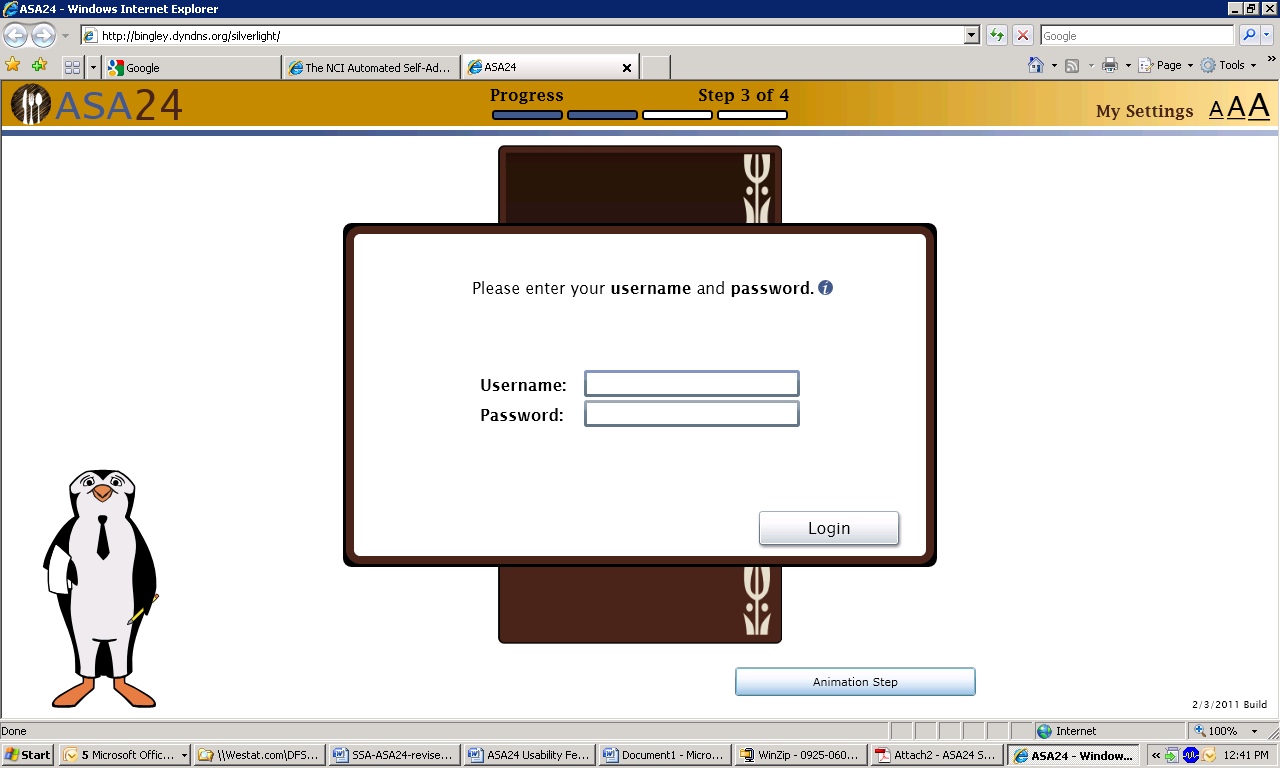 ASA24 - Windows Internet Explorer
http://bingley.dyndns.org/silverlight/
Google
Google
The NCI Automated Self-Ad...
ASA24
Page
Tools
»
ASA24
Progress
Step 3 of 4
My Settings
A A A
Please enter your username and password. i
Username:
Password:
Login
Animation Step
2/3/2011 Build
Done
Internet
100%
Start
5 Microsoft Offic...
\\Westat.com\DFS...
SSA-ASA24-revise...
ASA24 Usability Fe...
Document1 - Micro...
WinZip - 0925-060...
Attach2 - ASA24 S...
ASA24 - Window...
«
12:41 PM